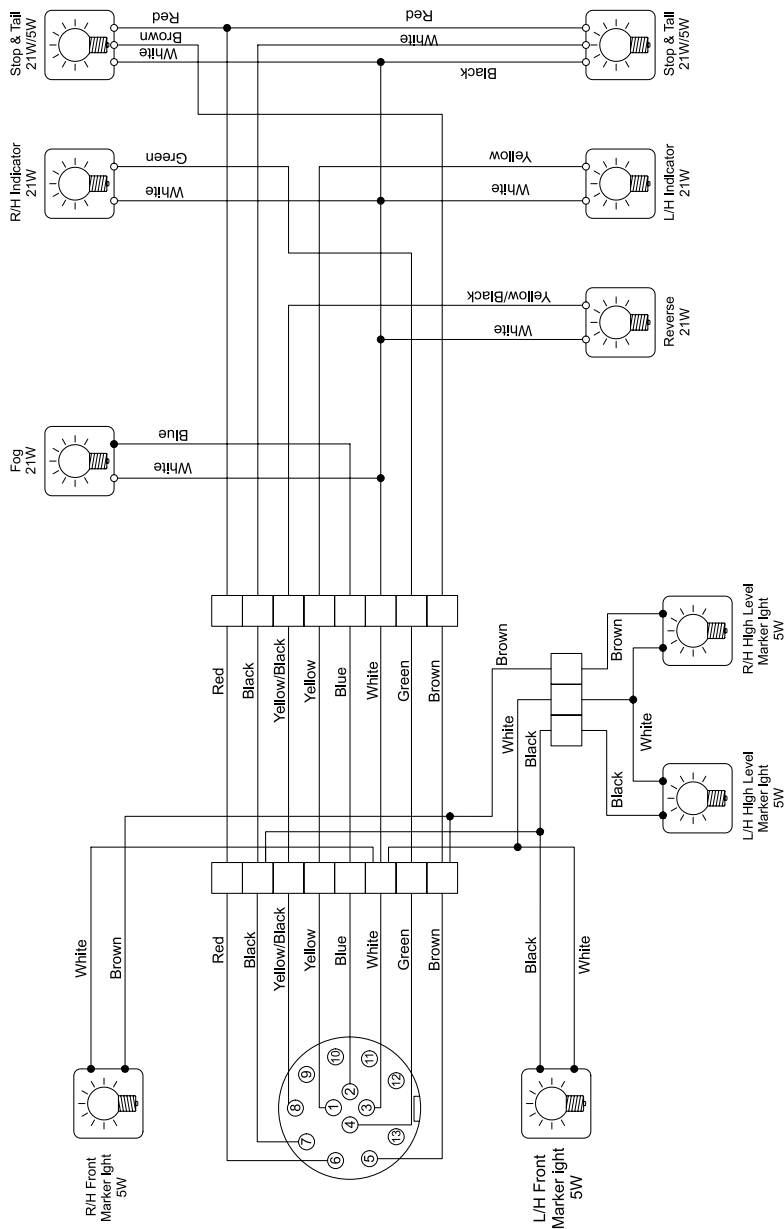 Stop & Tail
21W/5W
Red
Brown
White
Red
White
Black
Stop & Tail
21W/5W
R/H Indicator
21W
Green
White
Yellow
White
L/H Indicator
21W
Yellow/Black
White
Reverse
21W
Fog
21W
Blue
White
Red
Black
Yellow/Black
Yellow
Blue
White
Green
Brown
Brown
White
Black
Brown
White
Black
R/H HIgh Level
Marker lght
5W
L/H HIgh Level
Marker lght
5W
White
Brown
Red
Black
Yellow/Black
Yellow
Blue
White
Green
Brown
Black
White
R/H Front
Marker lght
5W
1
2
3
4
5
6
7
8
9
10
11
12
13
L/H Front
Marker ight
5W